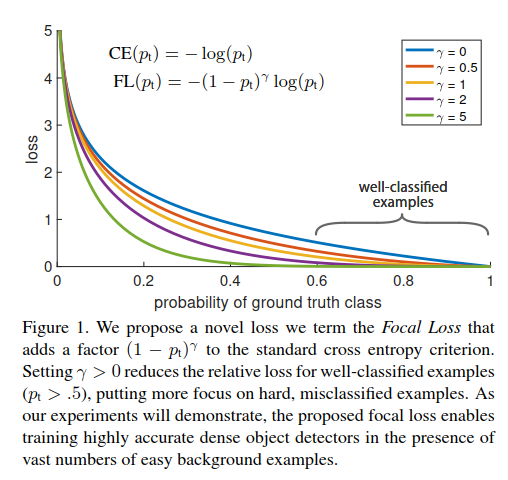 5
4
3
2
1
0
loss
CE(pt) = − log(pt)
FL(pt) = −(1 − pt)^γ log(pt)
γ = 0
γ = 0.5
γ = 1
γ = 2
γ = 5
well-classified
examples
0 0.2 0.4 0.6 0.8 1
probability of ground truth class
Figure 1. We propose a novel loss we term the Focal Loss that
adds a factor (1 − pt)^γ to the standard cross entropy criterion.
Setting γ > 0 reduces the relative loss for well-classified examples
(pt > .5), putting more focus on hard, misclassified examples. As
our experiments will demonstrate, the proposed focal loss enables
training highly accurate dense object detectors in the presence of
vast numbers of easy background examples.